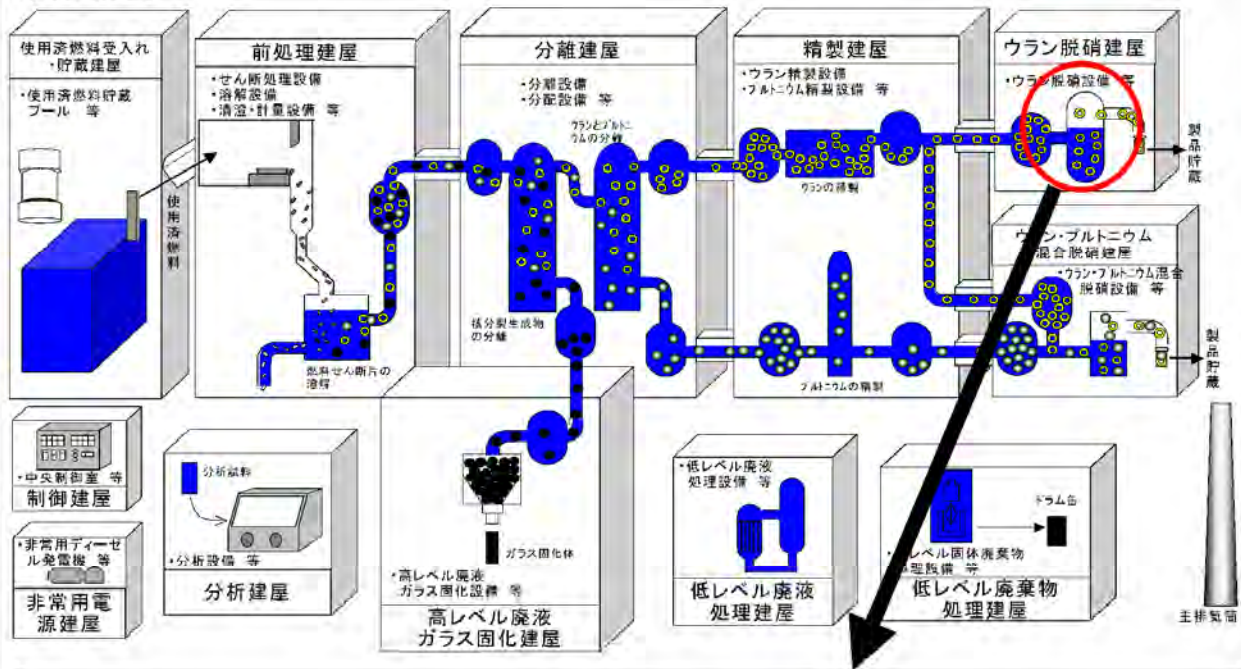 使用済燃料受入れ
・貯蔵建屋
・使用済燃料貯蔵
プール 等
使用済燃料
前処理建屋
・せん断処理設備
・溶解設備
・清澄・計量設備 等
燃料せん断片の
溶解
分離建屋
・分離設備
・分配設備 等
ウランとプルトニ
ウムの分離
核分裂生成物
の分離
精製建屋
・ウラン精製設備
・プルトニウム精製設備 等
ウランの精製
プルトニウムの精製
ウラン脱硝建屋
・ウラン脱硝設備 等
製品貯蔵
ウラン・プルトニウム
混合脱硝建屋
・ウラン・プルトニウム混合
脱硝設備 等
製品貯蔵
・中央制御室 等
制御建屋
・非常用ディーゼル
発電機 等
非常用電
源建屋
分析試料
・分析設備 等
分析建屋
ガラス固化体
・高レベル廃液
ガラス固化設備 等
高レベル廃液
ガラス固化建屋
・低レベル廃液
処理設備 等
低レベル廃液
処理建屋
ドラム缶
レベル固体廃棄物
理設備 等
低レベル廃棄物
処理建屋
主排気筒